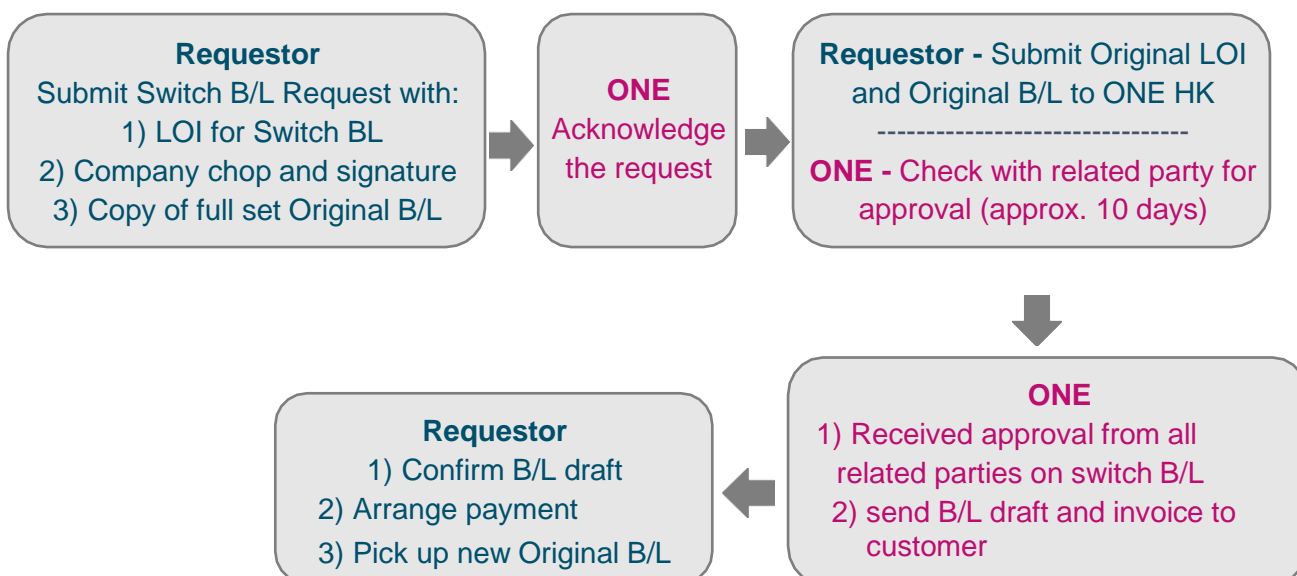 Requestor
Submit Switch B/L Request with:
1) LOI for Switch BL
2) Company chop and signature
3) Copy of full set Original B/L
ONE
Acknowledge
the request
Requestor - Submit Original LOI
and Original B/L to ONE HK
--------------------------------
ONE - Check with related party for
approval (approx. 10 days)
ONE
1) Received approval from all
related parties on switch B/L
2) send B/L draft and invoice to
customer
Requestor
1) Confirm B/L draft
2) Arrange payment
3) Pick up new Original B/L